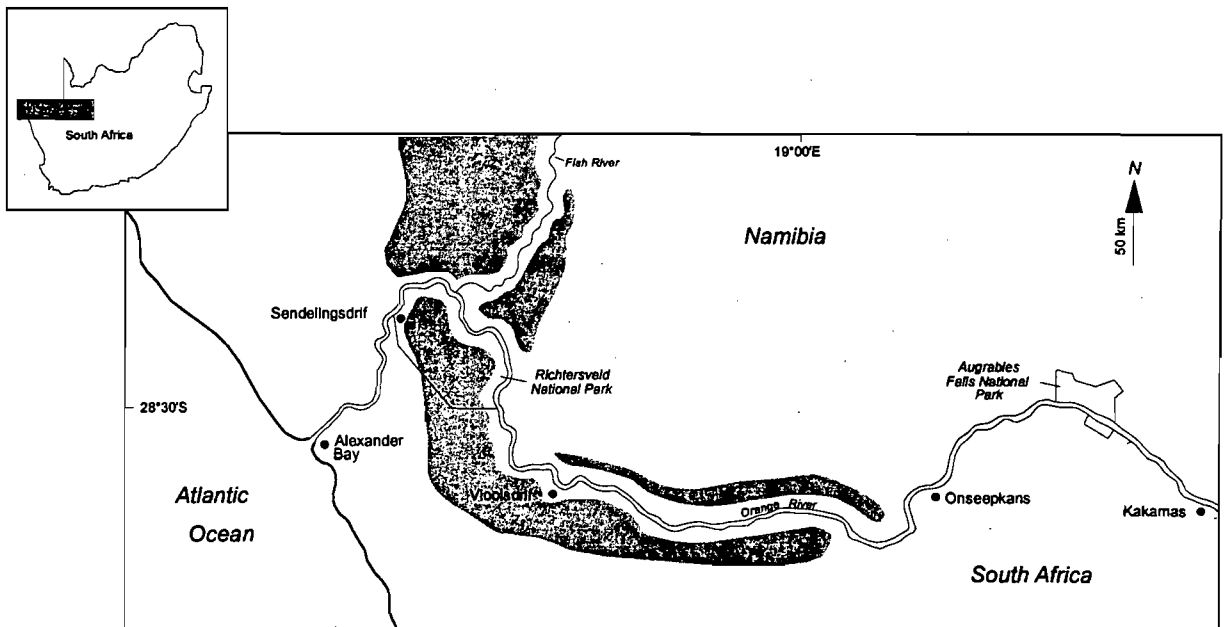 South Africa
Fish River
19°00'E
N
50 km
Namibia
Sendelingsdrif
Richtersveld
National Park
Augrabies
Falls National
Park
28°30'S
Alexander
Bay
Vioolsdrif
Orange River
Onseepkans
Kakamas
Atlantic
Ocean
South Africa